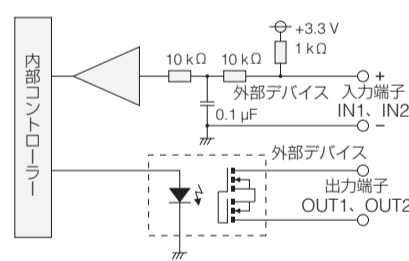 内部コントローラー
+3.3 V
1 kΩ
10 kΩ
10 kΩ
0.1 µF
外部デバイス
+
入力端子
IN1、IN2
−
外部デバイス
出力端子
OUT1、OUT2